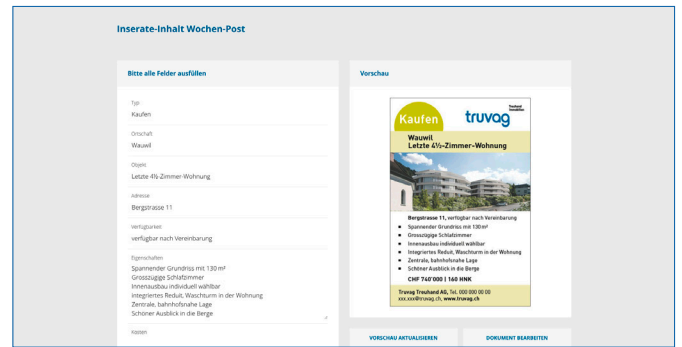 Inserate-Inhalt Wochen-Post
Bitte alle Felder ausfüllen
Typ
Kaufen
Ortschaft
Wauwil
Objekt
Letzte 4½-Zimmer-Wohnung
Adresse
Bergstrasse 11
Verfügbarkeit
verfügbar nach Vereinbarung
Eigenschaften
Spannender Grundriss mit 130 m²
Grosszügige Schlafzimmer
Innenausbau individuell wählbar
Integriertes Reduit, Waschturm in der Wohnung
Zentrale, bahnhofsnahe Lage
Schöner Ausblick in die Berge
Kosten
Vorschau
Kaufen
Treuhand
Immobilien
truvag
Wauwil
Letzte 4½-Zimmer-Wohnung
Bergstrasse 11, verfügbar nach Vereinbarung
• Spannender Grundriss mit 130 m²
• Grosszügige Schlafzimmer
• Innenausbau individuell wählbar
• Integriertes Reduit, Waschturm in der Wohnung
• Zentrale, bahnhofsnahe Lage
• Schöner Ausblick in die Berge
CHF 740'000 | 160 HNK
Truvag Treuhand AG, Tel. 000 000 00 00
xxx.xxx@truvag.ch, www.truvag.ch
VORSCHAU AKTUALISIEREN
DOKUMENT BEARBEITEN